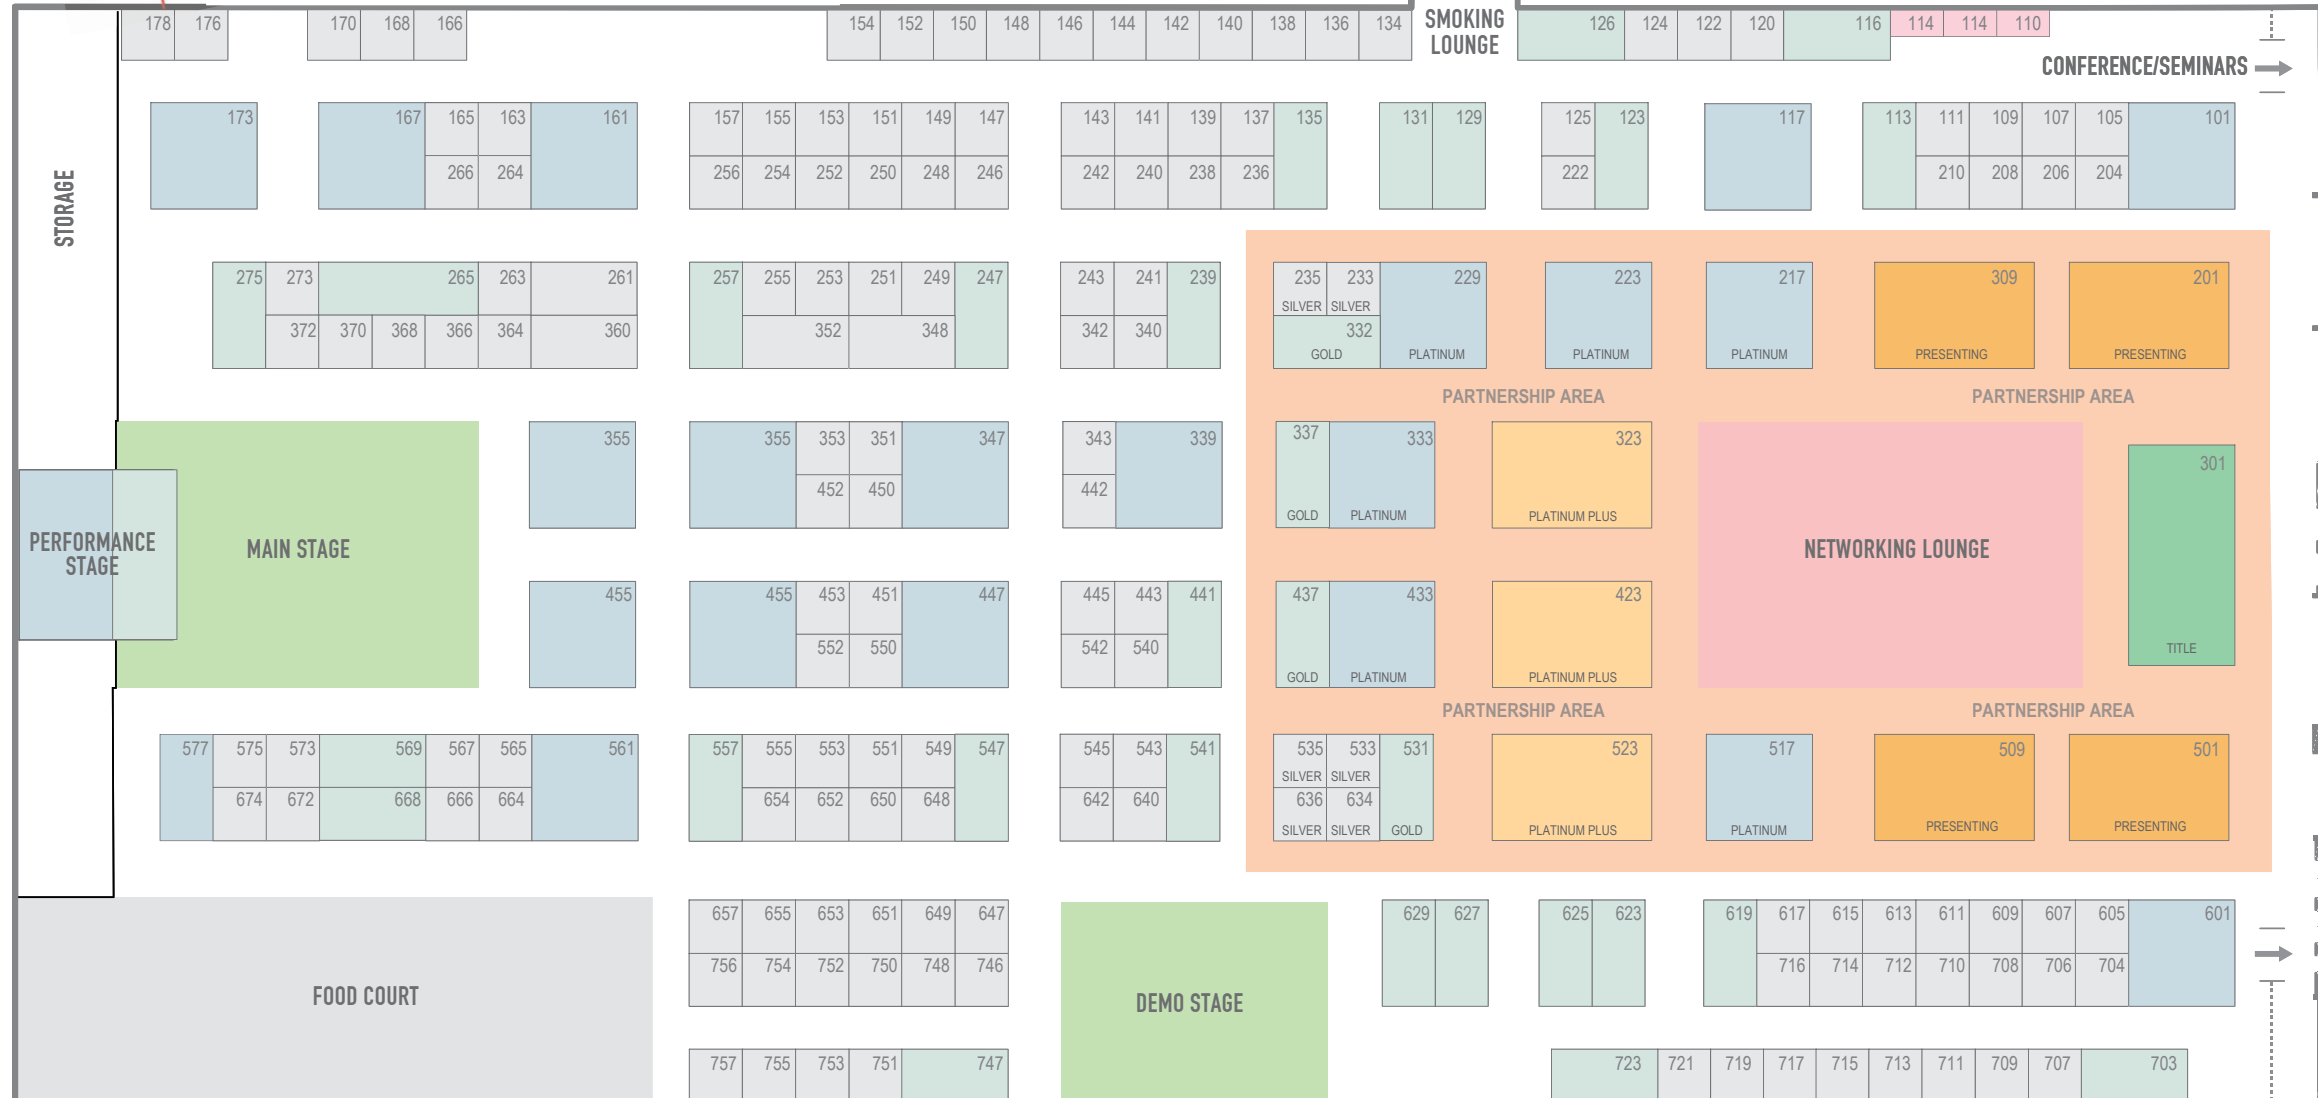 178 176 170 168 166 154 152 150 148 146 144 142 140 138 136 134 SMOKING 126 124 122 120 116 114 114 110
LOUNGE
CONFERENCE/SEMINARS
173 167 165 163 161 157 155 153 151 149 147 143 141 139 137 135 131 129 125 123 117 113 111 109 107 105 101
266 264 256 254 252 250 248 246 242 240 238 236 222 210 208 206 204
STORAGE
275 273 265 263 261 257 255 253 251 249 247 243 241 239 235 233 229 223 217 309 201
SILVER SILVER
372 370 368 366 364 360 352 348 342 340 332
GOLD PLATINUM PLATINUM PLATINUM PRESENTING PRESENTING
PARTNERSHIP AREA PARTNERSHIP AREA
355 355 353 351 347 343 339 337 333 323
301
452 450 442
GOLD PLATINUM PLATINUM PLUS
PERFORMANCE
STAGE
MAIN STAGE
NETWORKING LOUNGE
455 455 453 451 447 445 443 441 437 433 423
552 550 542 540
TITLE
GOLD PLATINUM PLATINUM PLUS
PARTNERSHIP AREA PARTNERSHIP AREA
577 575 573 569 567 565 561 557 555 553 551 549 547 545 543 541 535 533 531 523 517 509 501
SILVER SILVER
674 672 668 666 664 654 652 650 648 642 640 636 634
SILVER SILVER GOLD PLATINUM PLUS PLATINUM PRESENTING PRESENTING
657 655 653 651 649 647 629 627 625 623 619 617 615 613 611 609 607 605 601
756 754 752 750 748 746 716 714 712 710 708 706 704
FOOD COURT
DEMO STAGE
757 755 753 751 747 723 721 719 717 715 713 711 709 707 703